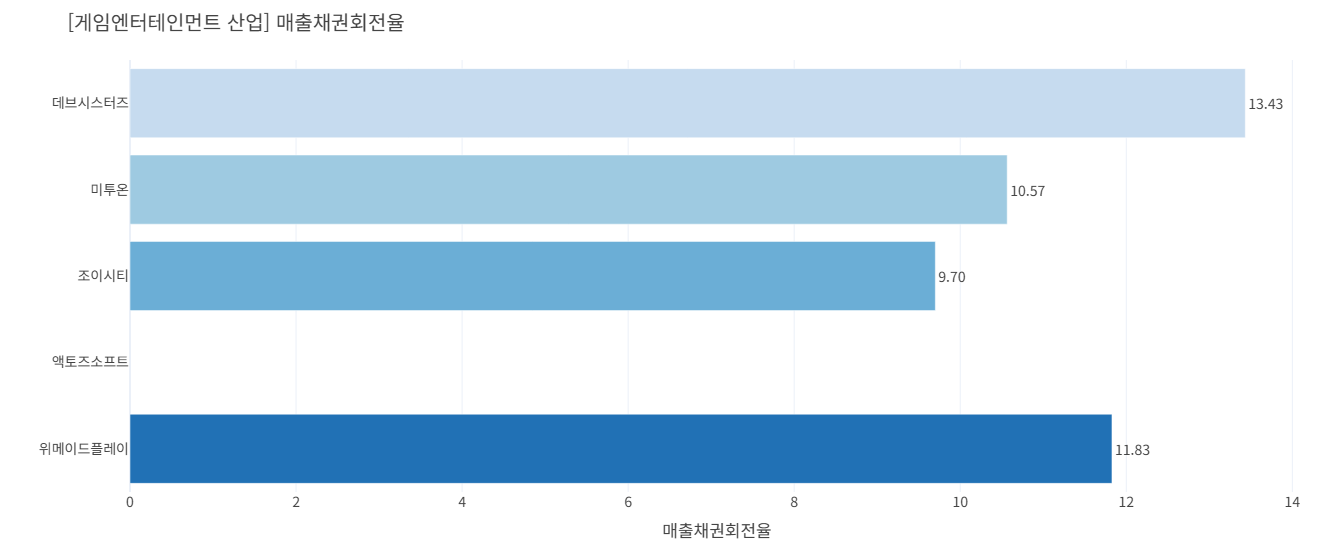 [게임엔터테인먼트 산업] 매출채권회전율
데브시스터즈 13.43
미투온 10.57
조이시티 9.70
액토즈소프트
위메이드플레이 11.83
0 2 4 6 8 10 12 14
매출채권회전율